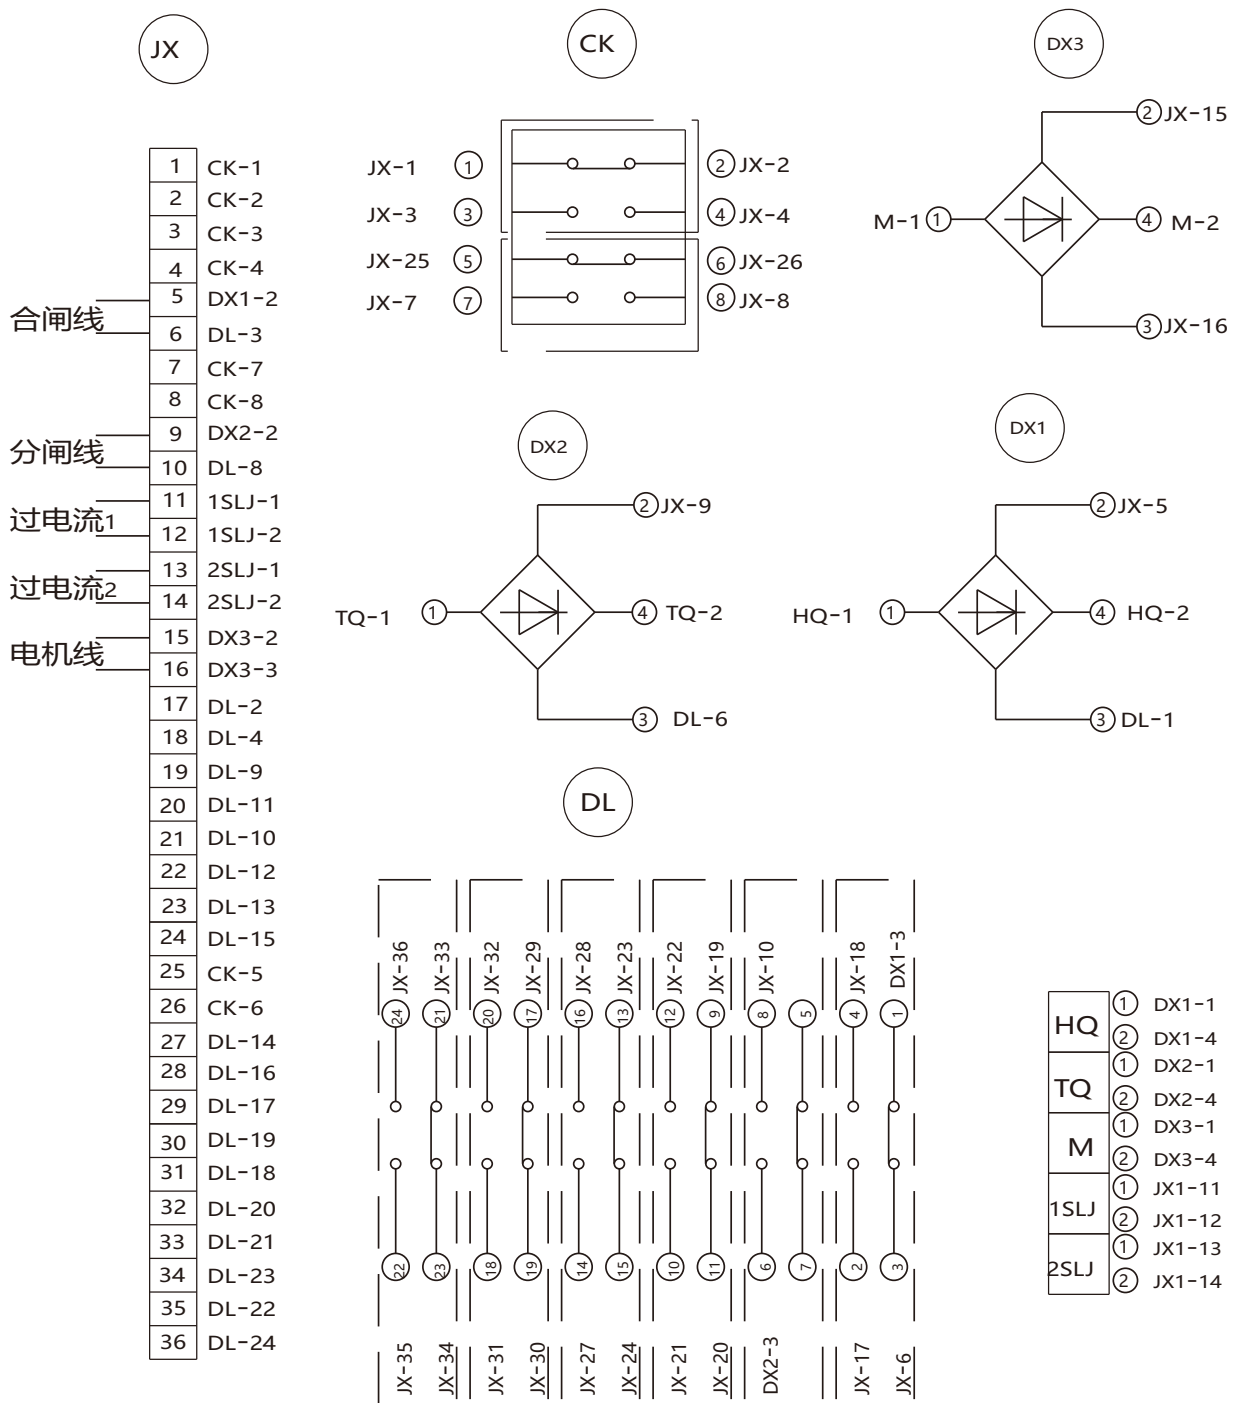 JX
1 CK-1
2 CK-2
3 CK-3
4 CK-4
合闸线
5 DX1-2
6 DL-3
7 CK-7
8 CK-8
分闸线
9 DX2-2
10 DL-8
过电流1
11 1SLJ-1
12 1SLJ-2
过电流2
13 2SLJ-1
14 2SLJ-2
电机线
15 DX3-2
16 DX3-3
17 DL-2
18 DL-4
19 DL-9
20 DL-11
21 DL-10
22 DL-12
23 DL-13
24 DL-15
25 CK-5
26 CK-6
27 DL-14
28 DL-16
29 DL-17
30 DL-19
31 DL-18
32 DL-20
33 DL-21
34 DL-23
35 DL-22
36 DL-24
CK
JX-1 1 2 JX-2
JX-3 3 4 JX-4
JX-25 5 6 JX-26
JX-7 7 8 JX-8
DX3
2 JX-15
M-1 1 4 M-2
3 JX-16
DX2
2 JX-9
TQ-1 1 4 TQ-2
3 DL-6
DX1
2 JX-5
HQ-1 1 4 HQ-2
3 DL-1
DL
JX-36 JX-33 JX-32 JX-29 JX-28 JX-23 JX-22 JX-19 JX-10 JX-18 DX1-3
24 21 20 17 16 13 12 9 8 5 4 1
22 23 18 19 14 15 10 11 6 7 2 3
JX-35 JX-34 JX-31 JX-30 JX-27 JX-24 JX-21 JX-20 DX2-3 JX-17 JX-6
HQ
1 DX1-1
2 DX1-4
TQ
1 DX2-1
2 DX2-4
M
1 DX3-1
2 DX3-4
1SLJ
1 JX1-11
2 JX1-12
2SLJ
1 JX1-13
2 JX1-14